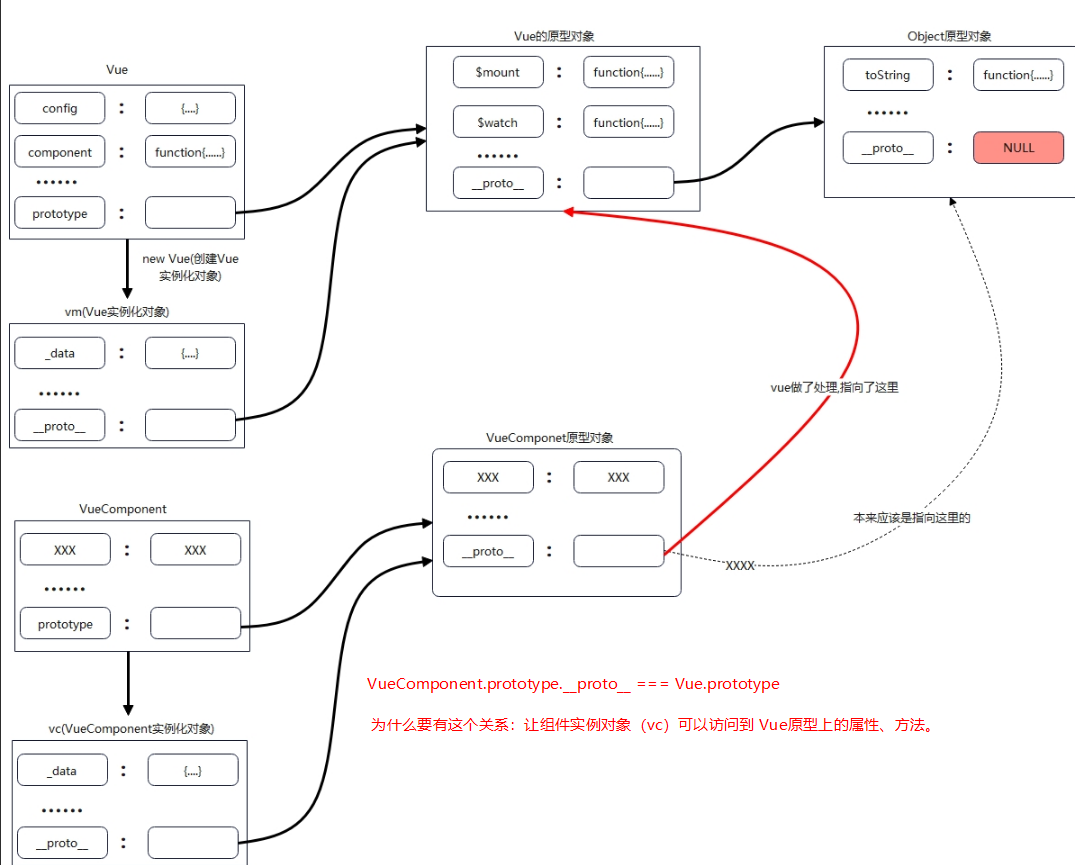 Vue
config : {....}
component : function{......}
......
prototype :
new Vue(创建Vue
实例化对象)
vm(Vue实例化对象)
_data : {....}
......
__proto__ :
Vue的原型对象
$mount : function{......}
$watch : function{......}
......
__proto__ :
Object原型对象
toString : function{......}
......
__proto__ : NULL
vue做了处理,指向了这里
本来应该是指向这里的
XXXX
VueComponet原型对象
XXX : XXX
......
__proto__ :
VueComponent
XXX : XXX
......
prototype :
vc(VueComponent实例化对象)
_data : {....}
......
__proto__ :
VueComponent.prototype.__proto__ === Vue.prototype
为什么要有这个关系：让组件实例对象（vc）可以访问到 Vue原型上的属性、方法。